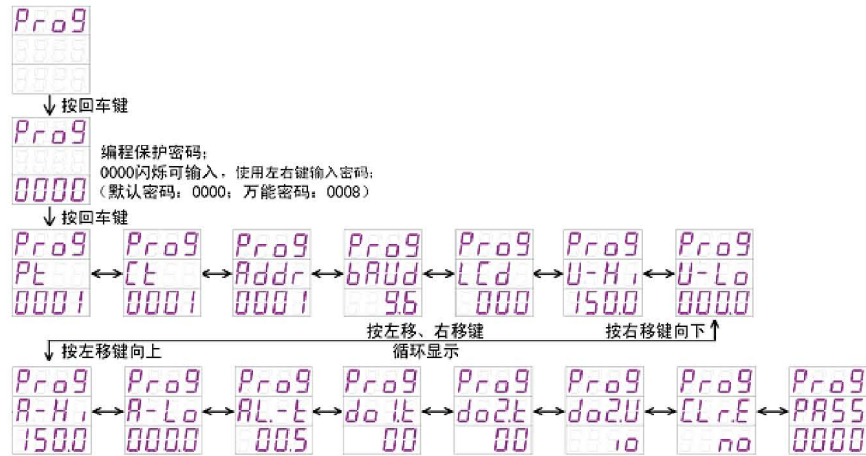 Prog
按回车键
Prog
编程保护密码;
0000闪烁可输入，使用左右键输入密码;
0000
(默认密码: 0000; 万能密码: 0008)
按回车键
Prog Prog Prog Prog Prog Prog Prog
Pt Ct Addr bAUd LCd U-Hi U-Lo
0001 0001 0001 9.6 000 150.0 000.0
按左移、右移键 按右移键向下
按左移键向上 循环显示
Prog Prog Prog Prog Prog Prog Prog Prog
A-Hi A-Lo AL.-t do1.t do2.t do2.U CLr.E PASS
150.0 000.0 00.5 00 00 io no 0000